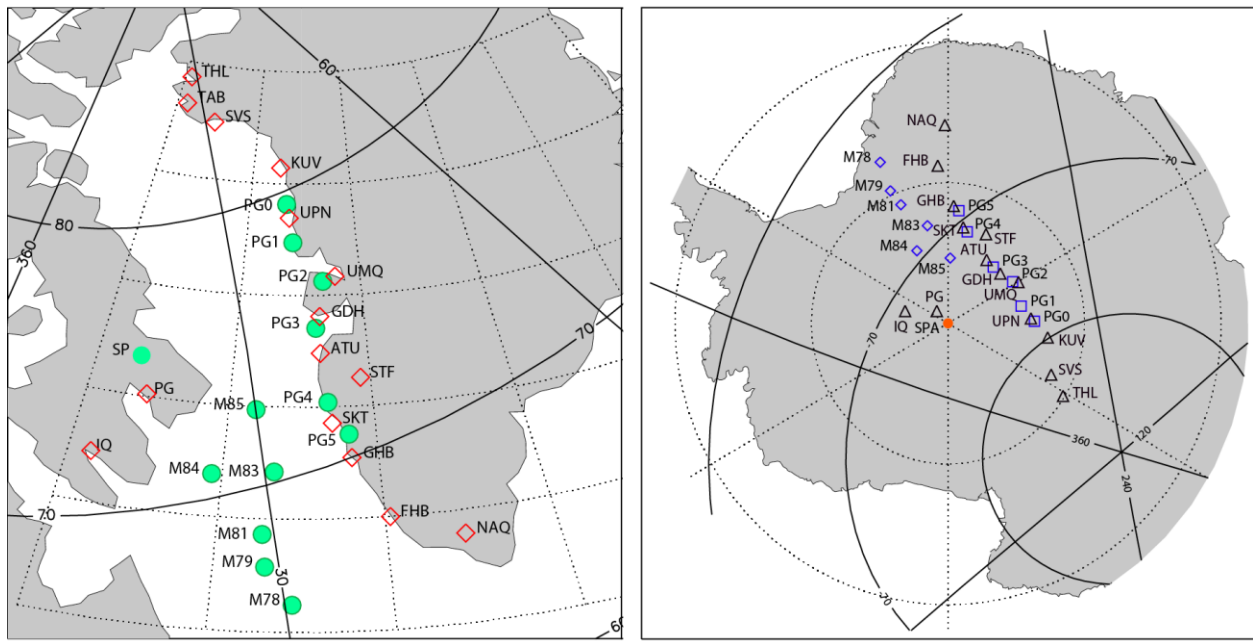 THL
60
TAB
SVS
KUV
PG0
UPN
80
PG1
360
UMQ
PG2
GDH
PG3
70
SP
ATU
STF
PG
M85
PG4
SKT
PG5
IQ
GHB
M84
M83
70
FHB
NAQ
M81
M79
30
M78
60
NAQ
M78
FHB
-70
M79
M81
GHB
PG5
M83
SKT
PG4
STF
M84
ATU
M85
PG3
GDH
PG2
UMQ
PG1
PG
IQ
SPA
UPN
PG0
-70
KUV
SVS
THL
120
360
240
-70